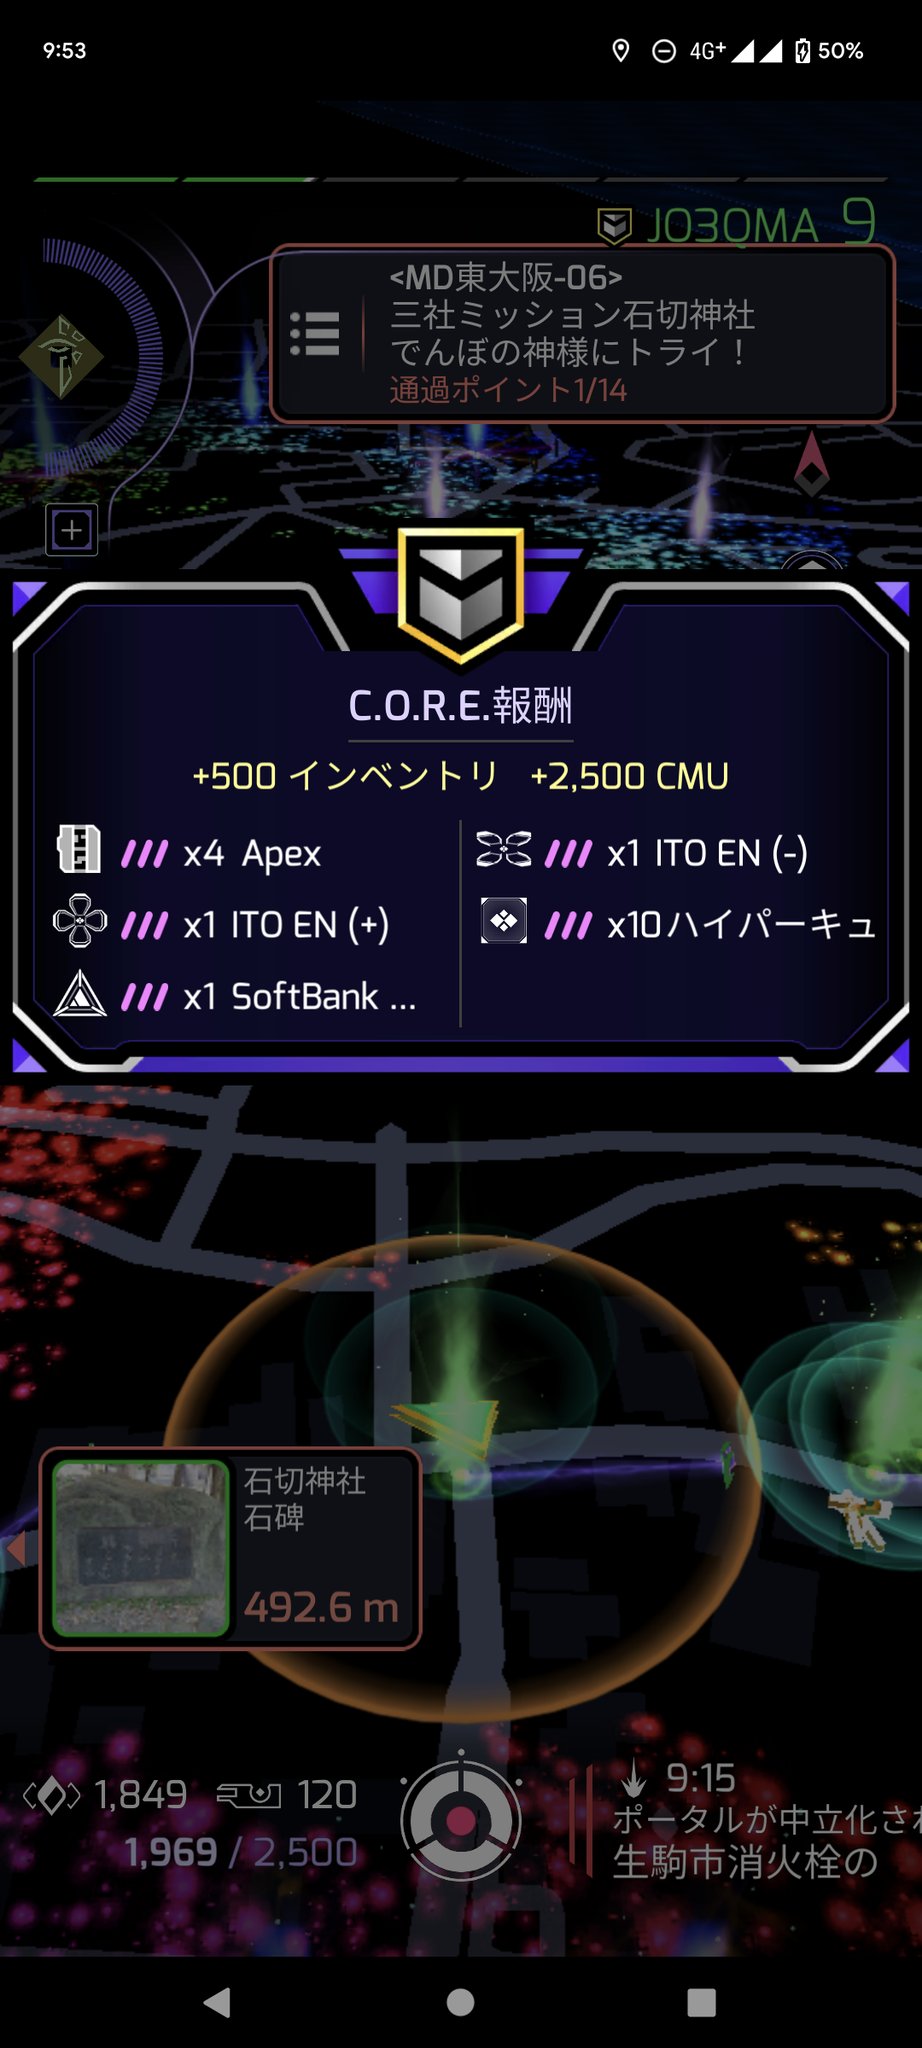 9:53
4G+
50%
JO3QMA 9
<MD東大阪-06>
三社ミッション石切神社
でんぼの神様にトライ！
通過ポイント1/14
C.O.R.E.報酬
+500 インベントリ +2,500 CMU
x4 Apex
x1 ITO EN (-)
x1 ITO EN (+)
x10ハイパーキュ
x1 SoftBank ...
石切神社
石碑
492.6 m
1,849
120
1,969 / 2,500
9:15
ポータルが中立化さ
生駒市消火栓の